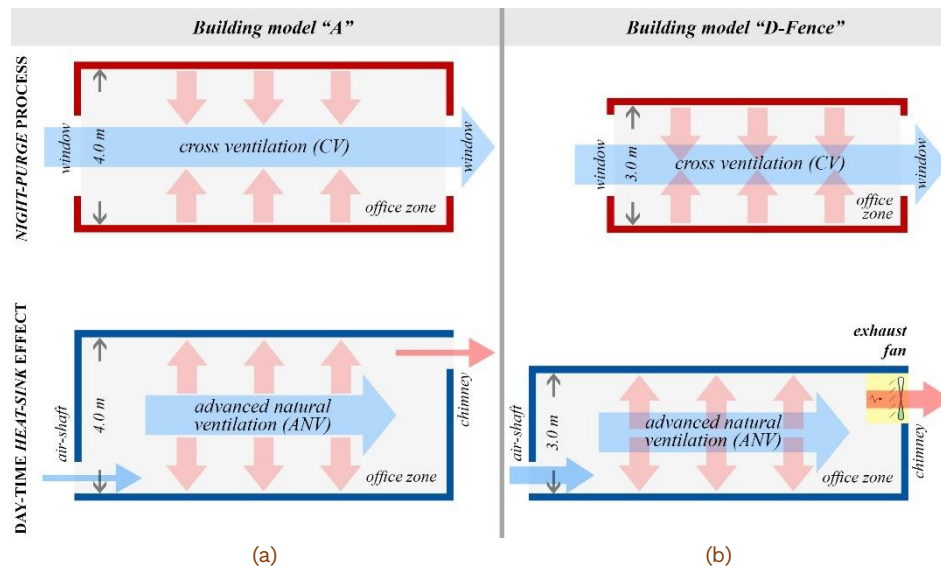 Building model “A”
Building model “D-Fence”
NIGHT-PURGE PROCESS
window
4.0 m
cross ventilation (CV)
window
office zone
window
3.0 m
cross ventilation (CV)
window
office
zone
DAY-TIME HEAT-SINK EFFECT
air-shaft
4.0 m
advanced natural
ventilation (ANV)
chimney
office zone
exhaust
fan
air-shaft
3.0 m
advanced natural
ventilation (ANV)
chimney
office zone
(a)
(b)